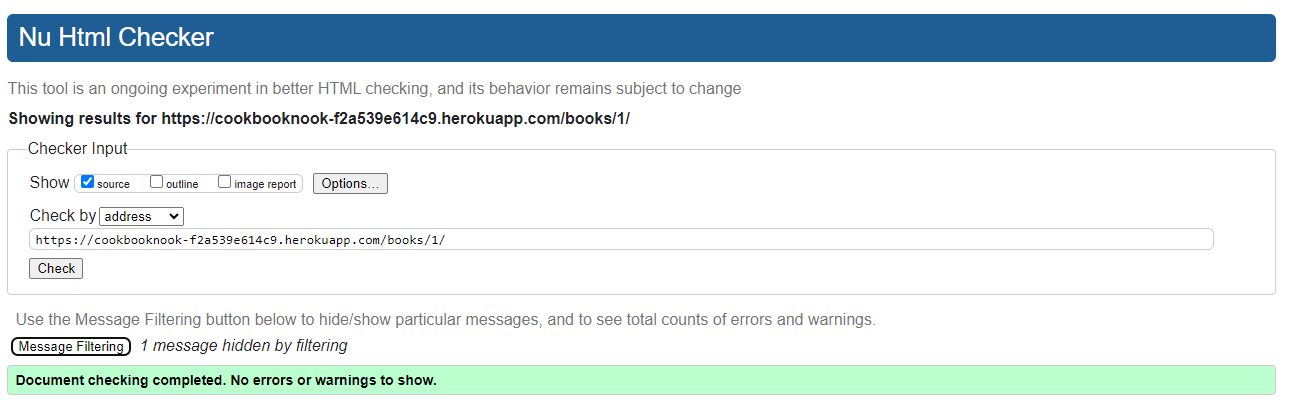 Nu Html Checker
This tool is an ongoing experiment in better HTML checking, and its behavior remains subject to change
Showing results for https://cookbooknook-f2a539e614c9.herokuapp.com/books/1/
Checker Input
Show source outline image report Options...
Check by address
https://cookbooknook-f2a539e614c9.herokuapp.com/books/1/
Check
Use the Message Filtering button below to hide/show particular messages, and to see total counts of errors and warnings.
Message Filtering 1 message hidden by filtering
Document checking completed. No errors or warnings to show.